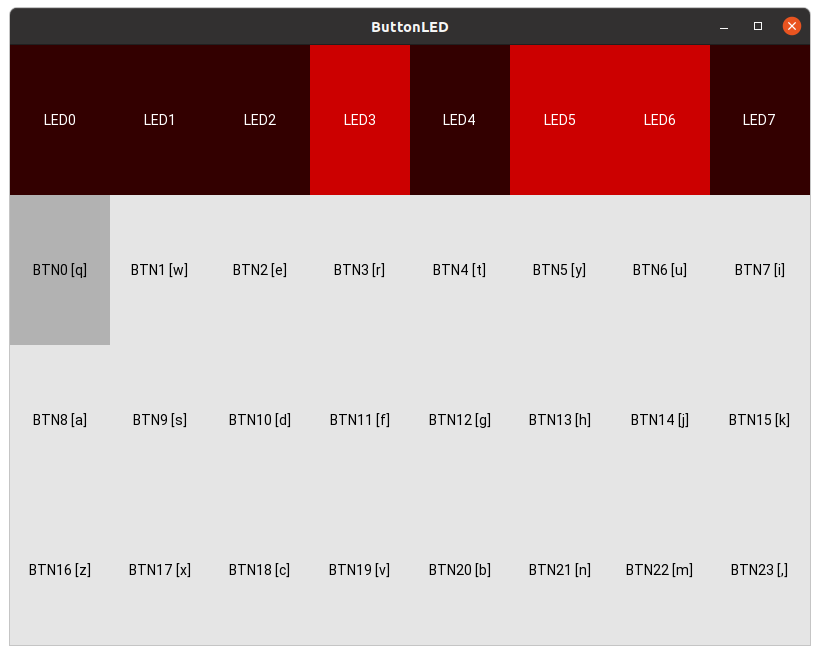 ButtonLED
LED0 LED1 LED2 LED3 LED4 LED5 LED6 LED7
BTN0 [q] BTN1 [w] BTN2 [e] BTN3 [r] BTN4 [t] BTN5 [y] BTN6 [u] BTN7 [i]
BTN8 [a] BTN9 [s] BTN10 [d] BTN11 [f] BTN12 [g] BTN13 [h] BTN14 [j] BTN15 [k]
BTN16 [z] BTN17 [x] BTN18 [c] BTN19 [v] BTN20 [b] BTN21 [n] BTN22 [m] BTN23 [,]